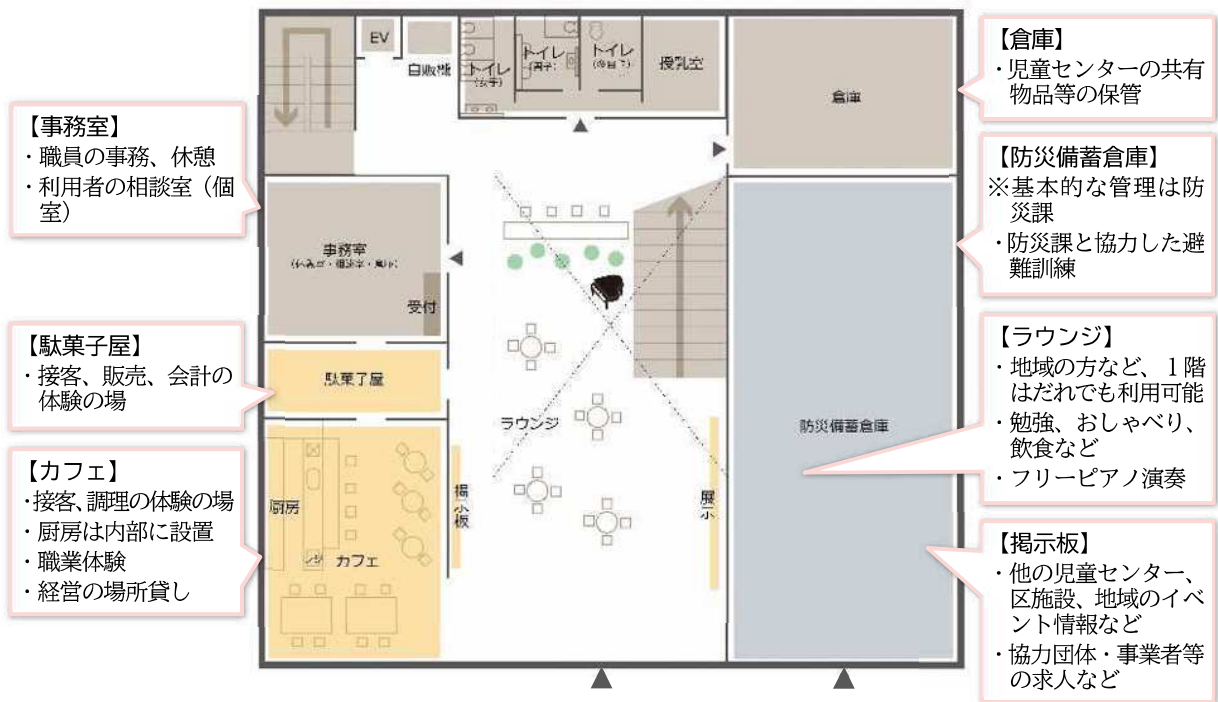 【事務室】
・職員の事務、休憩
・利用者の相談室（個
室）
【駄菓子屋】
・接客、販売、会計の
体験の場
【カフェ】
・接客、調理の体験の場
・厨房は内部に設置
・職業体験
・経営の場所貸し
EV
自販機
トイレ
(女子)
トイレ
(男子)
トイレ
授乳室
倉庫
事務室
受付
駄菓子屋
ラウンジ
防災備蓄倉庫
厨房
カフェ
掲示板
展示
【倉庫】
・児童センターの共有
物品等の保管
【防災備蓄倉庫】
※基本的な管理は防
災課
・防災課と協力した避
難訓練
【ラウンジ】
・地域の方など、１階
はだれでも利用可能
・勉強、おしゃべり、
飲食など
・フリーピアノ演奏
【掲示板】
・他の児童センター、
区施設、地域のイベ
ント情報など
・協力団体・事業者等
の求人など